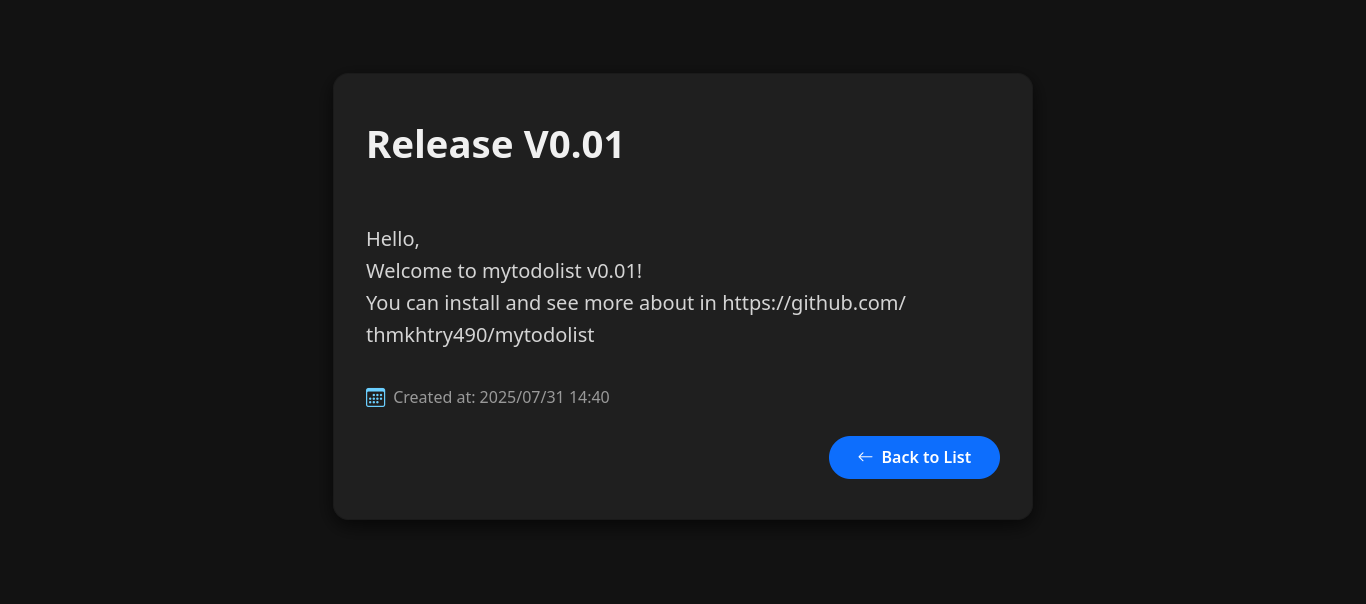 Release V0.01
Hello,
Welcome to mytodolist v0.01!
You can install and see more about in https://github.com/
thmkhtry490/mytodolist
Created at: 2025/07/31 14:40
Back to List